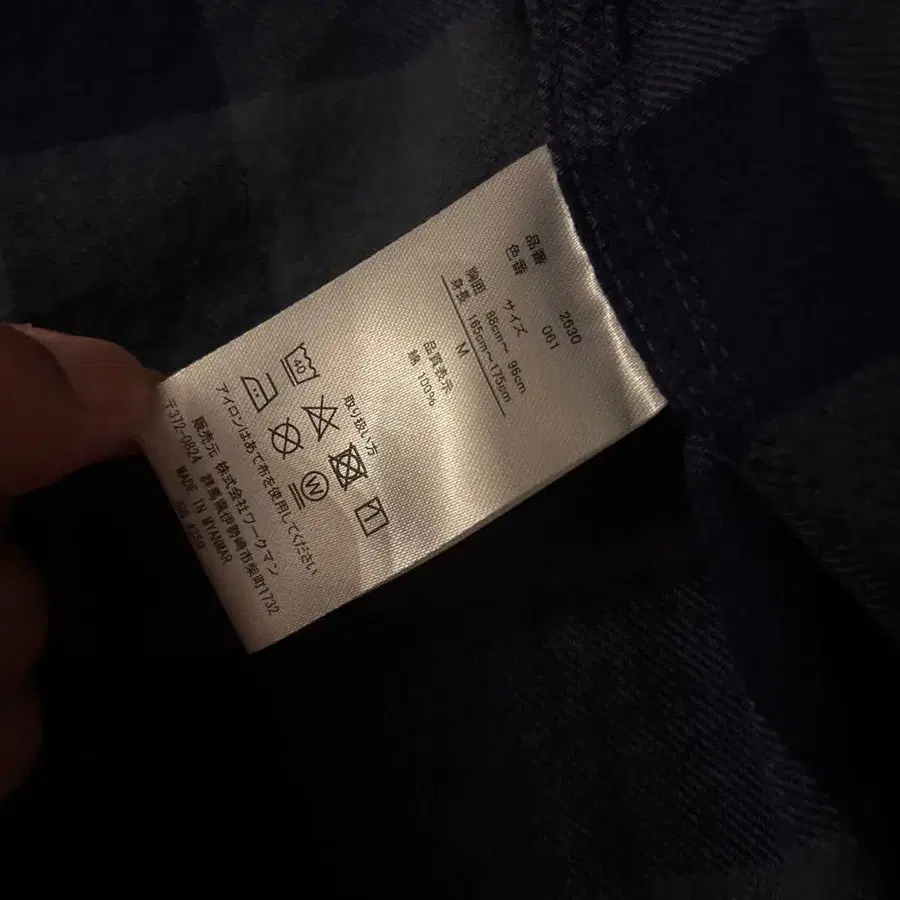 品番 2530
色番 061
サイズ
胸囲 88cm～ 96cm
身長 165cm～175cm
M
品質表示
綿 100%
取り扱い方
40
W
アイロンはあて布を使用してください
販売元 株式会社ワークマン
〒372-0824 群馬県伊勢崎市柴町1732
MADE IN MYANMAR